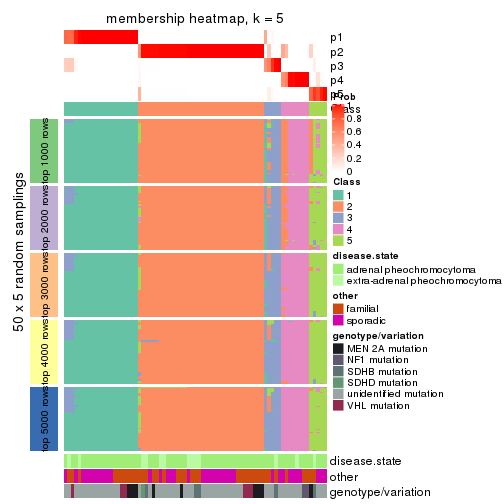 membership heatmap, k = 5
p1
p2
p3
p4
p5
Class
Prob
1
0.8
0.6
0.4
0.2
0
Class
1
2
3
4
5
disease.state
adrenal pheochromocytoma
extra-adrenal pheochromocytoma
other
familial
sporadic
genotype/variation
MEN 2A mutation
NF1 mutation
SDHB mutation
SDHD mutation
unidentified mutation
VHL mutation
50 x 5 random samplings
top 1000 rows
top 2000 rows
top 3000 rows
top 4000 rows
top 5000 rows
disease.state
other
genotype/variation